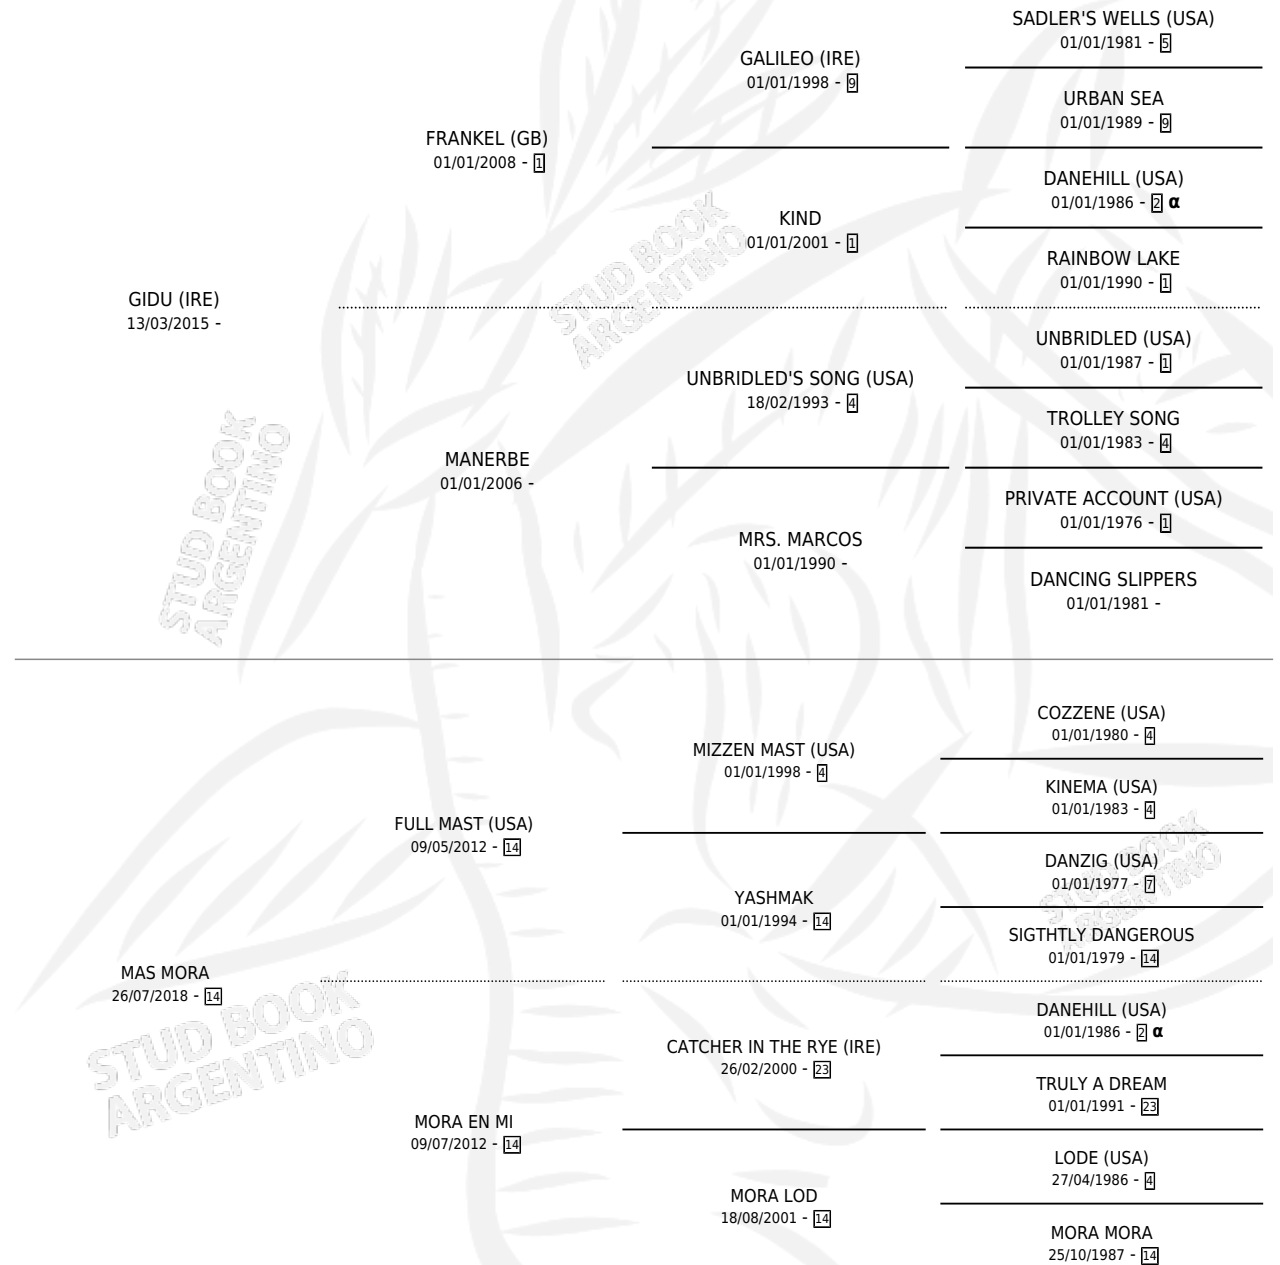 SADLER'S WELLS (USA)
01/01/1981 - 5
GALILEO (IRE)
01/01/1998 - 9
URBAN SEA
01/01/1989 - 9
FRANKEL (GB)
01/01/2008 - 1
DANEHILL (USA)
01/01/1986 - 2 α
KIND
01/01/2001 - 1
RAINBOW LAKE
01/01/1990 - 1
GIDU (IRE)
13/03/2015 -
UNBRIDLED (USA)
01/01/1987 - 1
UNBRIDLED'S SONG (USA)
18/02/1993 - 4
TROLLEY SONG
01/01/1983 - 4
MANERBE
01/01/2006 -
PRIVATE ACCOUNT (USA)
01/01/1976 - 1
MRS. MARCOS
01/01/1990 -
DANCING SLIPPERS
01/01/1981 -
COZZENE (USA)
01/01/1980 - 4
MIZZEN MAST (USA)
01/01/1998 - 4
KINEMA (USA)
01/01/1983 - 4
FULL MAST (USA)
09/05/2012 - 14
DANZIG (USA)
01/01/1977 - 7
YASHMAK
01/01/1994 - 14
SIGTHTLY DANGEROUS
01/01/1979 - 14
MAS MORA
26/07/2018 - 14
DANEHILL (USA)
01/01/1986 - 2 α
CATCHER IN THE RYE (IRE)
26/02/2000 - 23
TRULY A DREAM
01/01/1991 - 23
MORA EN MI
09/07/2012 - 14
LODE (USA)
27/04/1986 - 4
MORA LOD
18/08/2001 - 14
MORA MORA
25/10/1987 - 14
STUD BOOK
ARGENTINO
STUD BOOK
ARGENTINO
STUD BOOK
ARGENTINO
STUD BOOK
ARGENTINO